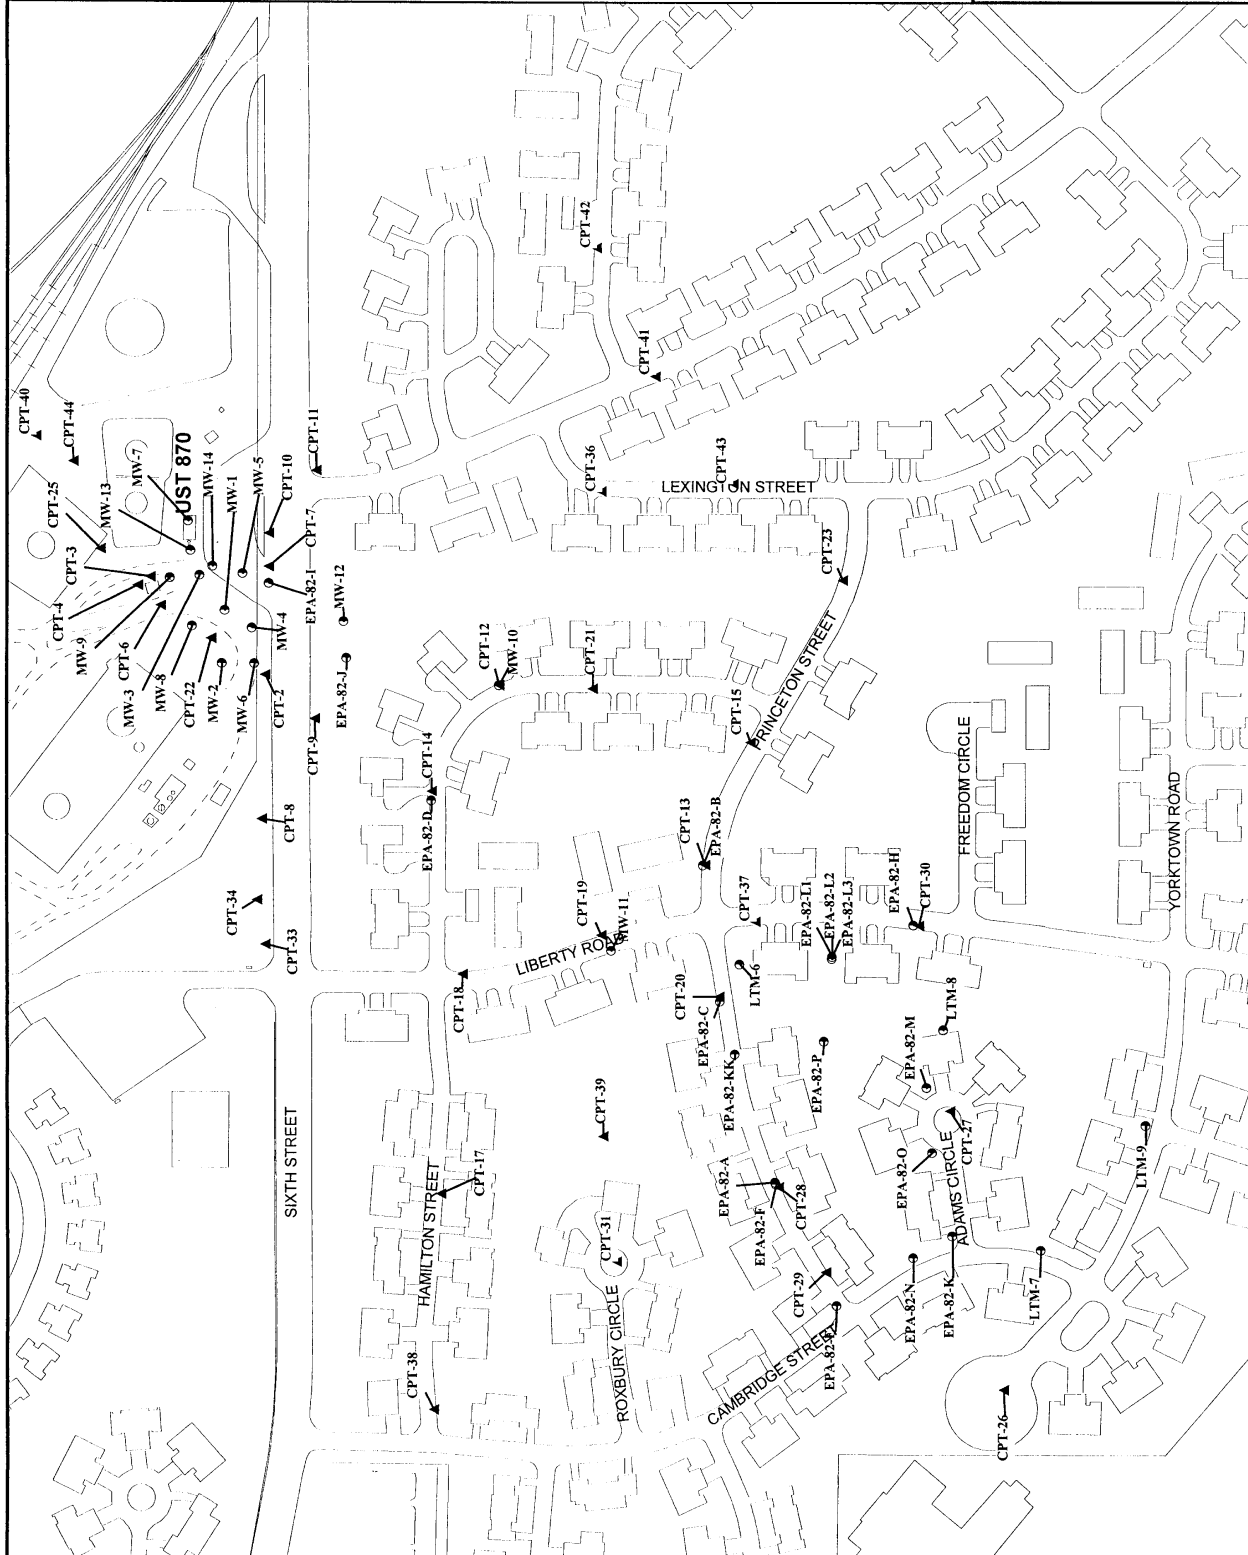 CPT-40
CPT-44
CPT-11
MW-7
UST 870
MW-14
MW-1
MW-5
CPT-10
CPT-25
MW-13
CPT-3
CPT-7
CPT-4
EPA-82-I
MW-12
MW-9
CPT-6
MW-4
MW-3
MW-8
CPT-22
MW-2
MW-6
CPT-2
EPA-82-J
CPT-9
CPT-8
CPT-34
CPT-33
CPT-42
CPT-41
CPT-36
CPT-43
LEXINGTON STREET
CPT-23
CPT-12
MW-10
CPT-21
CPT-15
PRINCETON STREET
CPT-14
EPA-82-D
CPT-13
EPA-82-B
FREEDOM CIRCLE
YORKTOWN ROAD
CPT-19
MW-11
LIBERTY ROAD
CPT-18
CPT-37
EPA-82-L1
EPA-82-L2
EPA-82-L3
EPA-82-H
CPT-30
CPT-20
EPA-82-C
LTM-6
LTM-8
EPA-82-M
EPA-82-KK
EPA-82-P
CPT-39
SIXTH STREET
HAMILTON STREET
CPT-17
EPA-82-A
EPA-82-F
CPT-28
EPA-82-O
CPT-27
ADAMS CIRCLE
LTM-9
CPT-31
ROXBURY CIRCLE
CPT-29
CPT-38
CAMBRIDGE STREET
EPA-82-N
EPA-82-K
LTM-7
CPT-26